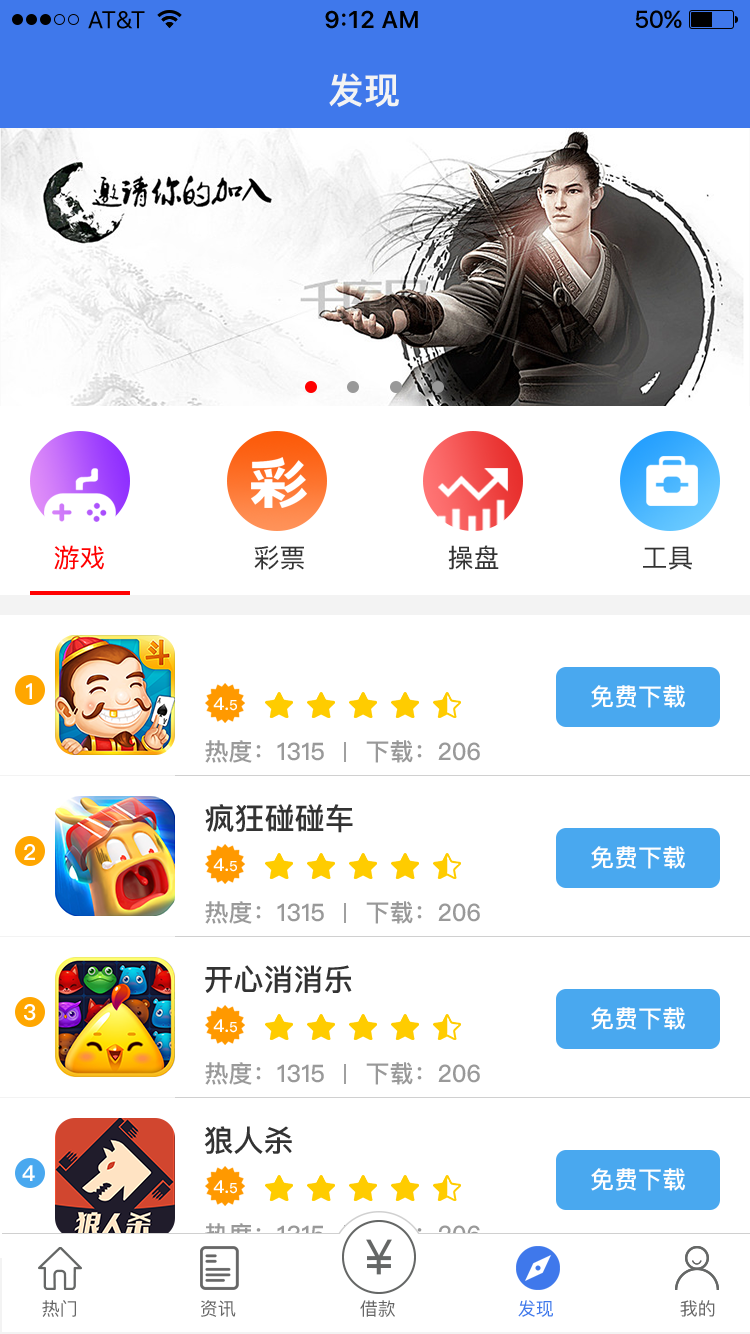 AT&T 9:12 AM 50%
发现
邀请你的加入
千库网
彩
游戏 彩票 操盘 工具
斗
1
4.5
免费下载
热度：1315 | 下载：206
疯狂碰碰车
2
4.5
免费下载
热度：1315 | 下载：206
开心消消乐
3
4.5
免费下载
热度：1315 | 下载：206
狼人杀
4
4.5
免费下载
狼人杀
热度：1315 | 下载：206
¥
热门 资讯 借款 发现 我的